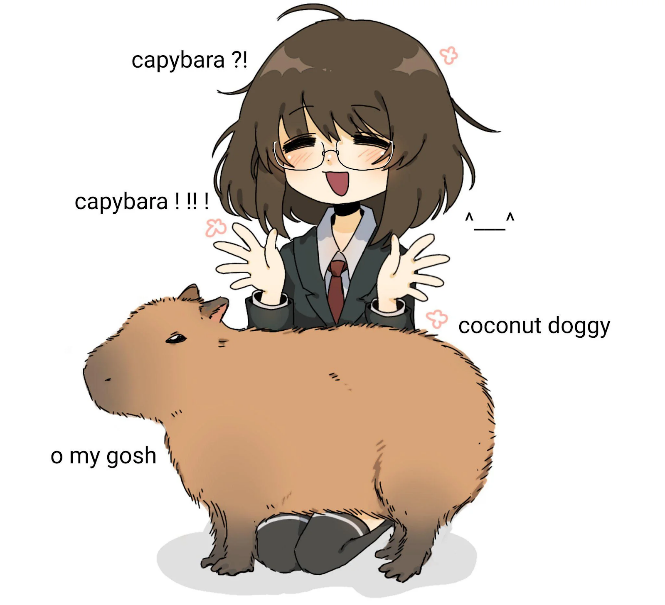 capybara ?!
capybara ! !! !
^___^
coconut doggy
o my gosh